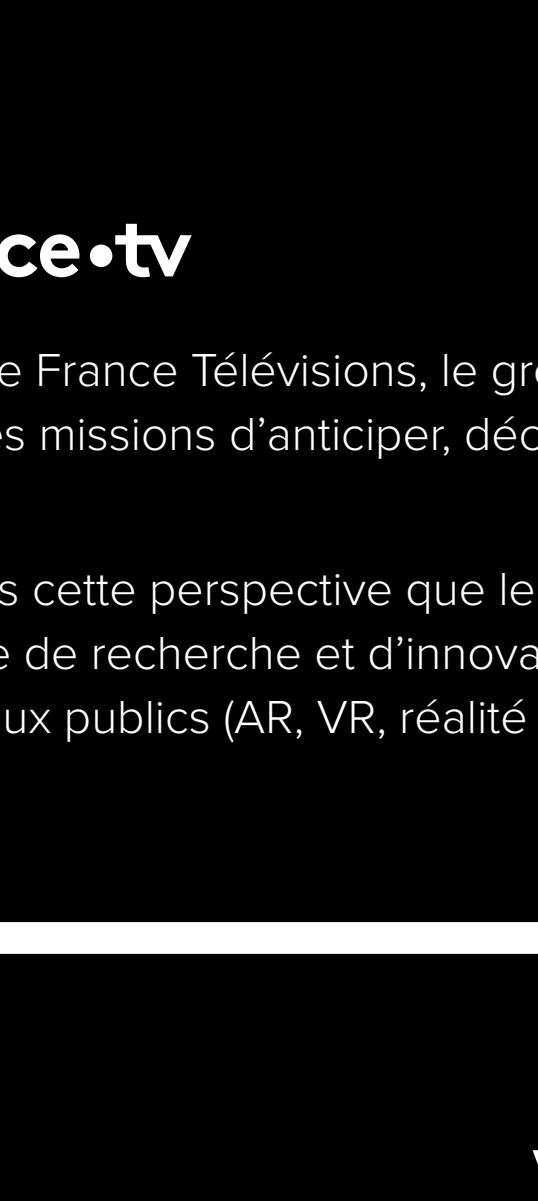 ce•tv
e France Télévisions, le gr
s missions d’anticiper, déc
s cette perspective que le
e de recherche et d’innova
ux publics (AR, VR, réalité